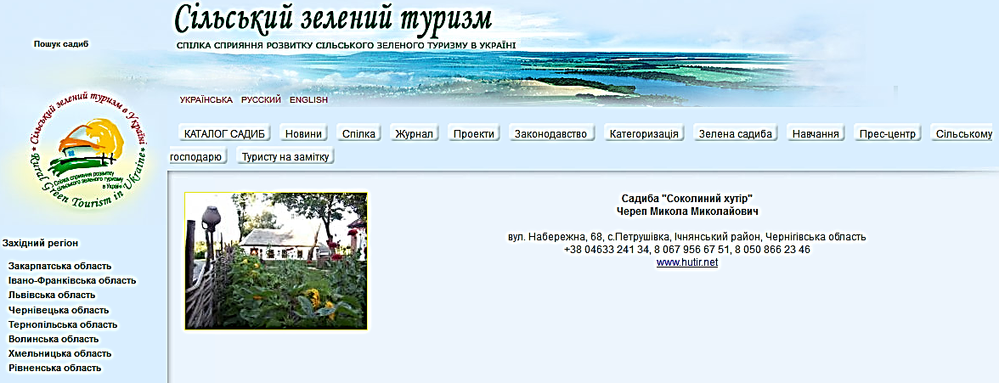 Сільський зелений туризм
СПІЛКА СПРИЯННЯ РОЗВИТКУ СІЛЬСЬКОГО ЗЕЛЕНОГО ТУРИЗМУ В УКРАЇНІ
Пошук садиб
УКРАЇНСЬКА РУССКИЙ ENGLISH
Сільський зелений туризм в Україні
Спілка сприяння розвитку
сільського зеленого туризму
в Україні
Rural Green Tourism in Ukraine
КАТАЛОГ САДИБ Новини Спілка Журнал Проекти Законодавство Категоризація Зелена садиба Навчання Прес-центр Сільському
господарю Туристу на замітку
Садиба "Соколиний хутір"
Череп Микола Миколайович
вул. Набережна, 68, с.Петрушівка, Ічнянський район, Чернігівська область
+38 04633 241 34, 8 067 956 67 51, 8 050 866 23 46
www.hutir.net
Західний регіон
Закарпатська область
Івано-Франківська область
Львівська область
Чернівецька область
Тернопільська область
Волинська область
Хмельницька область
Рівненська область